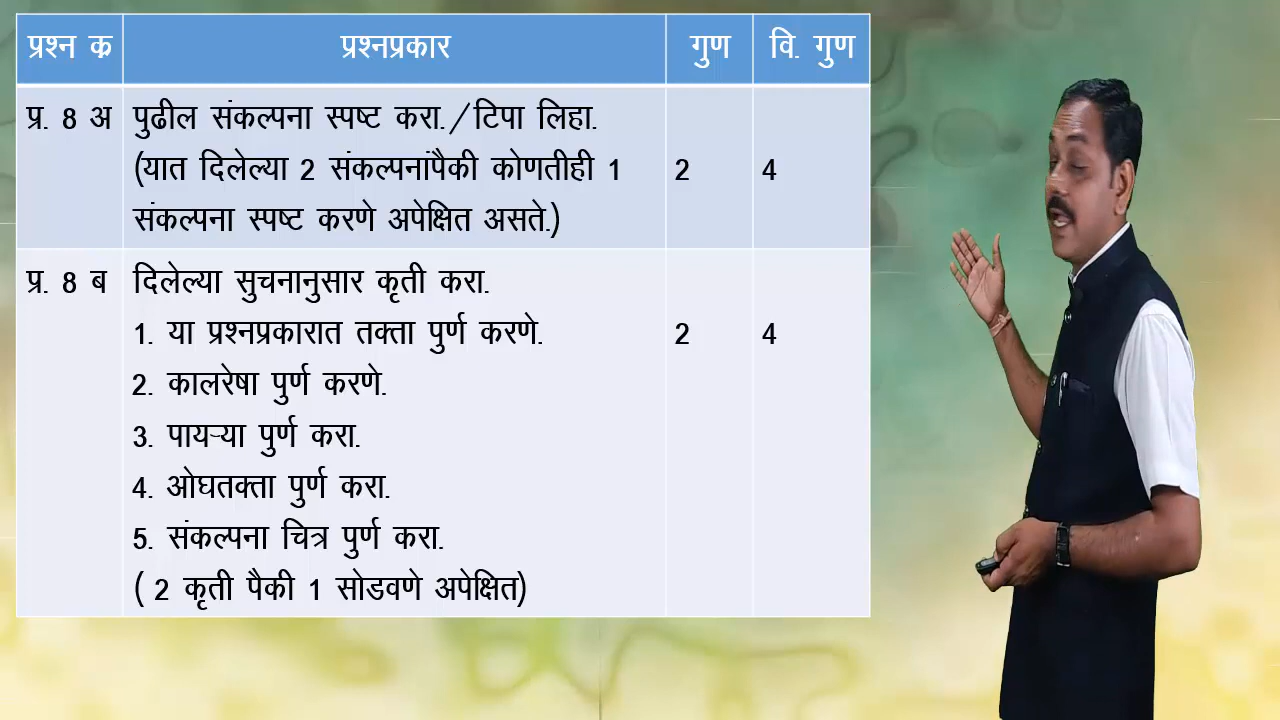 प्रश्न क्र प्रश्नप्रकार गुण वि. गुण
प्र. 8 अ पुढील संकल्पना स्पष्ट करा./टिपा लिहा.
(यात दिलेल्या 2 संकल्पनांपैकी कोणतीही 1 2 4
संकल्पना स्पष्ट करणे अपेक्षित असते.)
प्र. 8 ब दिलेल्या सुचनानुसार कृती करा.
1. या प्रश्नप्रकारात तक्ता पुर्ण करणे. 2 4
2. कालरेषा पुर्ण करणे.
3. पायऱ्या पुर्ण करा.
4. ओघतक्ता पुर्ण करा.
5. संकल्पना चित्र पुर्ण करा.
( 2 कृती पैकी 1 सोडवणे अपेक्षित)